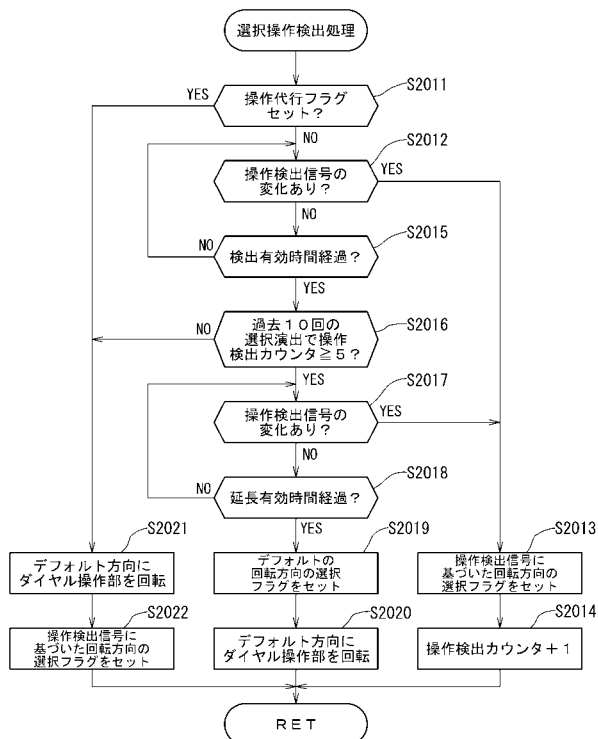 選択操作検出処理
YES
操作代行フラグ
セット？
S2011
NO
操作検出信号の
変化あり？
S2012
YES
NO
NO
検出有効時間経過？
S2015
YES
NO
過去１０回の
選択演出で操作
検出カウンタ≧５？
S2016
YES
操作検出信号の
変化あり？
S2017
YES
NO
NO
延長有効時間経過？
S2018
YES
S2021
デフォルト方向に
ダイヤル操作部を回転
S2019
デフォルトの
回転方向の選択
フラグをセット
S2013
操作検出信号に
基づいた回転方向の
選択フラグをセット
S2022
操作検出信号に
基づいた回転方向の
選択フラグをセット
S2020
デフォルト方向に
ダイヤル操作部を回転
S2014
操作検出カウンタ＋１
ＲＥＴ